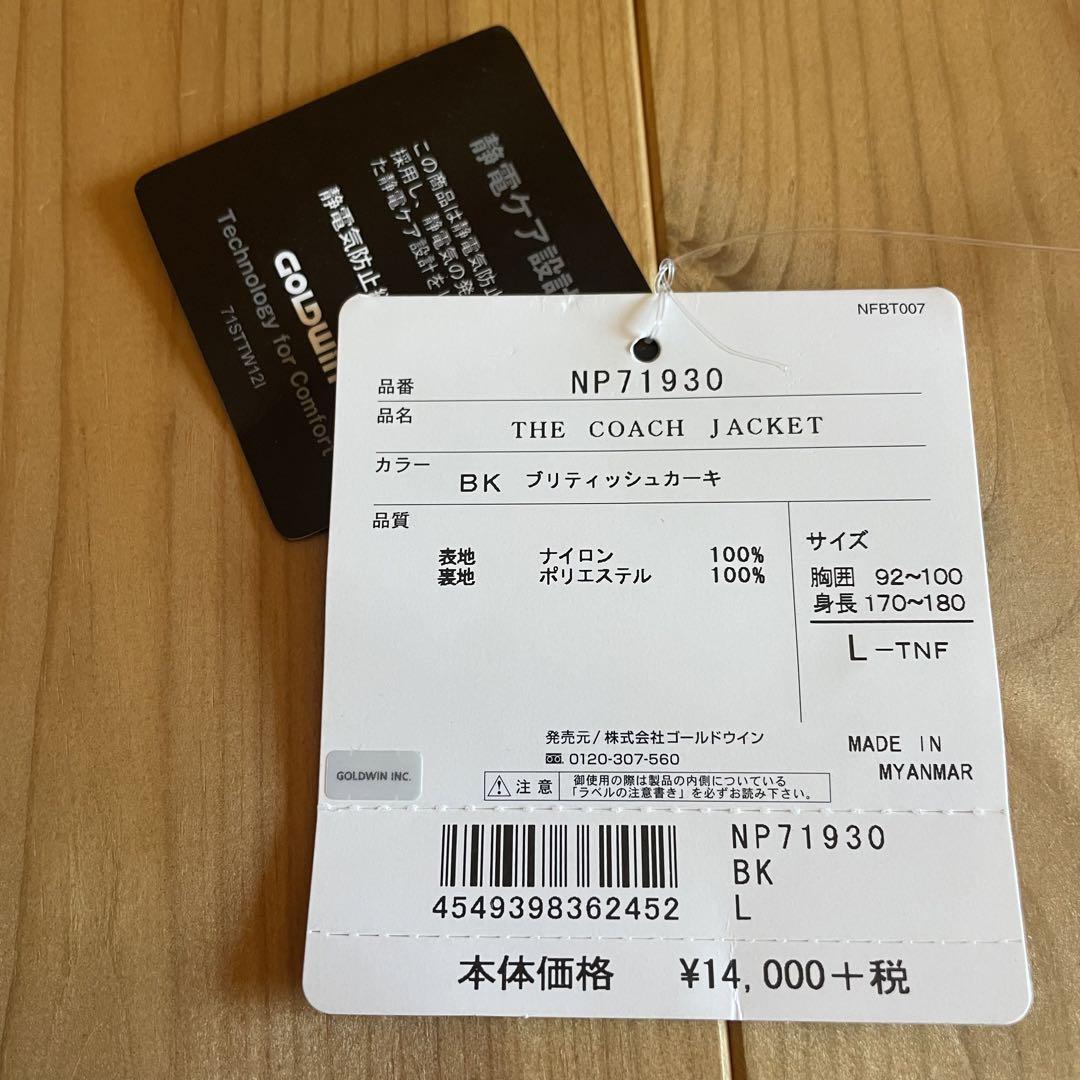 静電ケア設
この商品は静電気防止
採用し、静電気の発
た静電ケア設計を
静電気防止
GOLDWIN
Technology for Comfort
71STTW12I
NFBT007
品番 NP71930
品名 THE COACH JACKET
カラー BK ブリティッシュカーキ
品質
表地 ナイロン 100%
裏地 ポリエステル 100%
サイズ
胸囲 92~100
身長 170~180
L-TNF
発売元/株式会社ゴールドウイン
0120-307-560
MADE IN
MYANMAR
GOLDWIN INC.
注意 御使用の際は製品の内側についている
「ラベルの注意書き」を必ずお読み下さい。
4549398362452
NP71930
BK
L
本体価格 ¥14,000+税